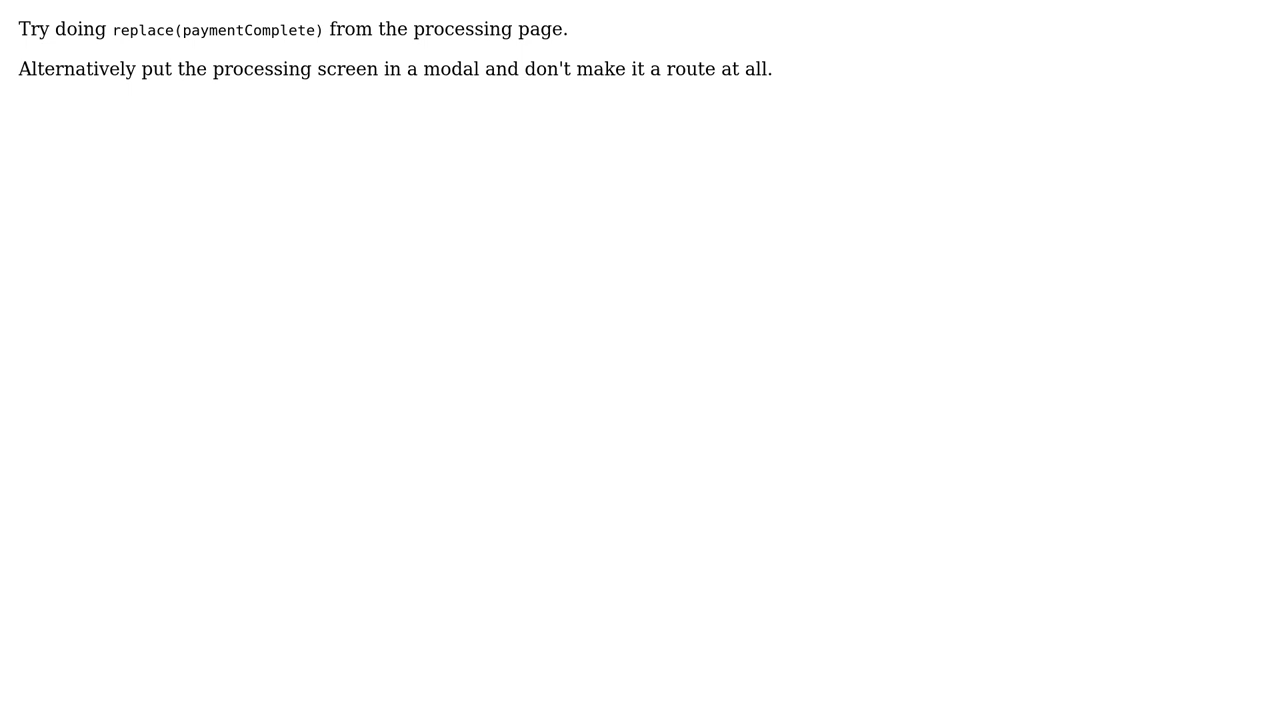 Try doing replace(paymentComplete) from the processing page.
Alternatively put the processing screen in a modal and don't make it a route at all.